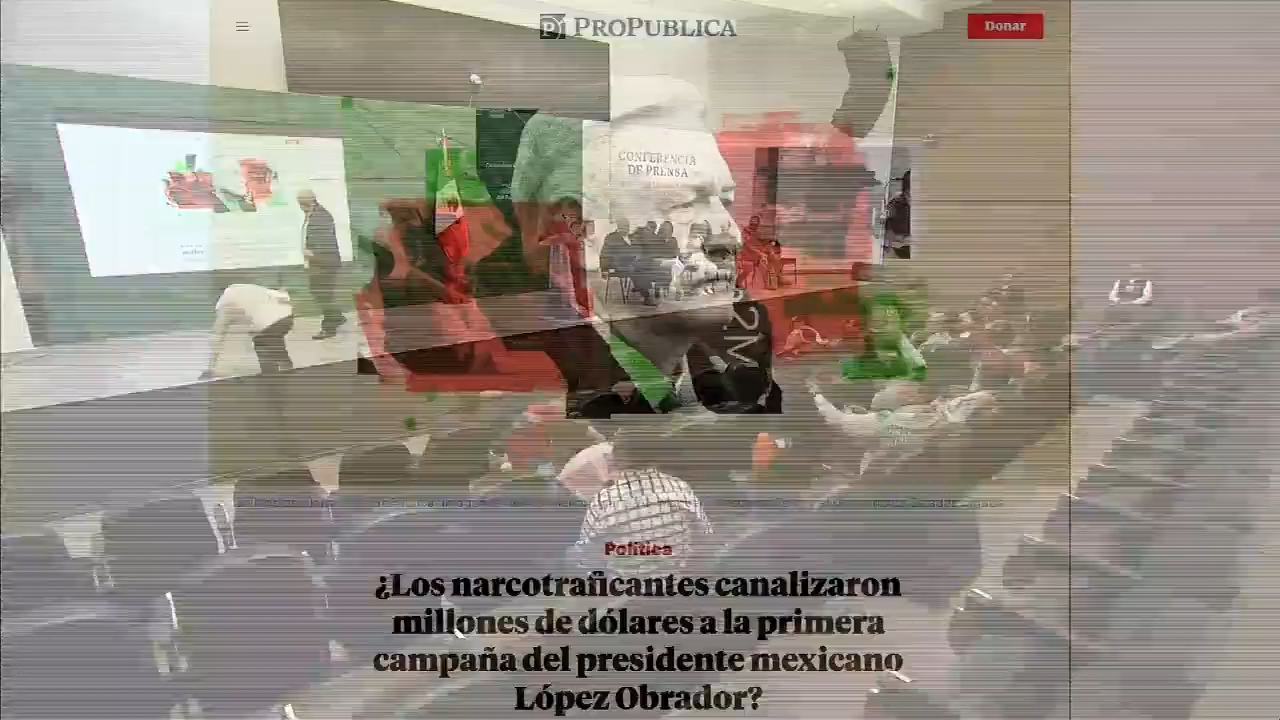 PROPUBLICA
Donar
CONFERENCIA
DE PRENSA
2M
Política
¿Los narcotraficantes canalizaron
millones de dólares a la primera
campaña del presidente mexicano
López Obrador?